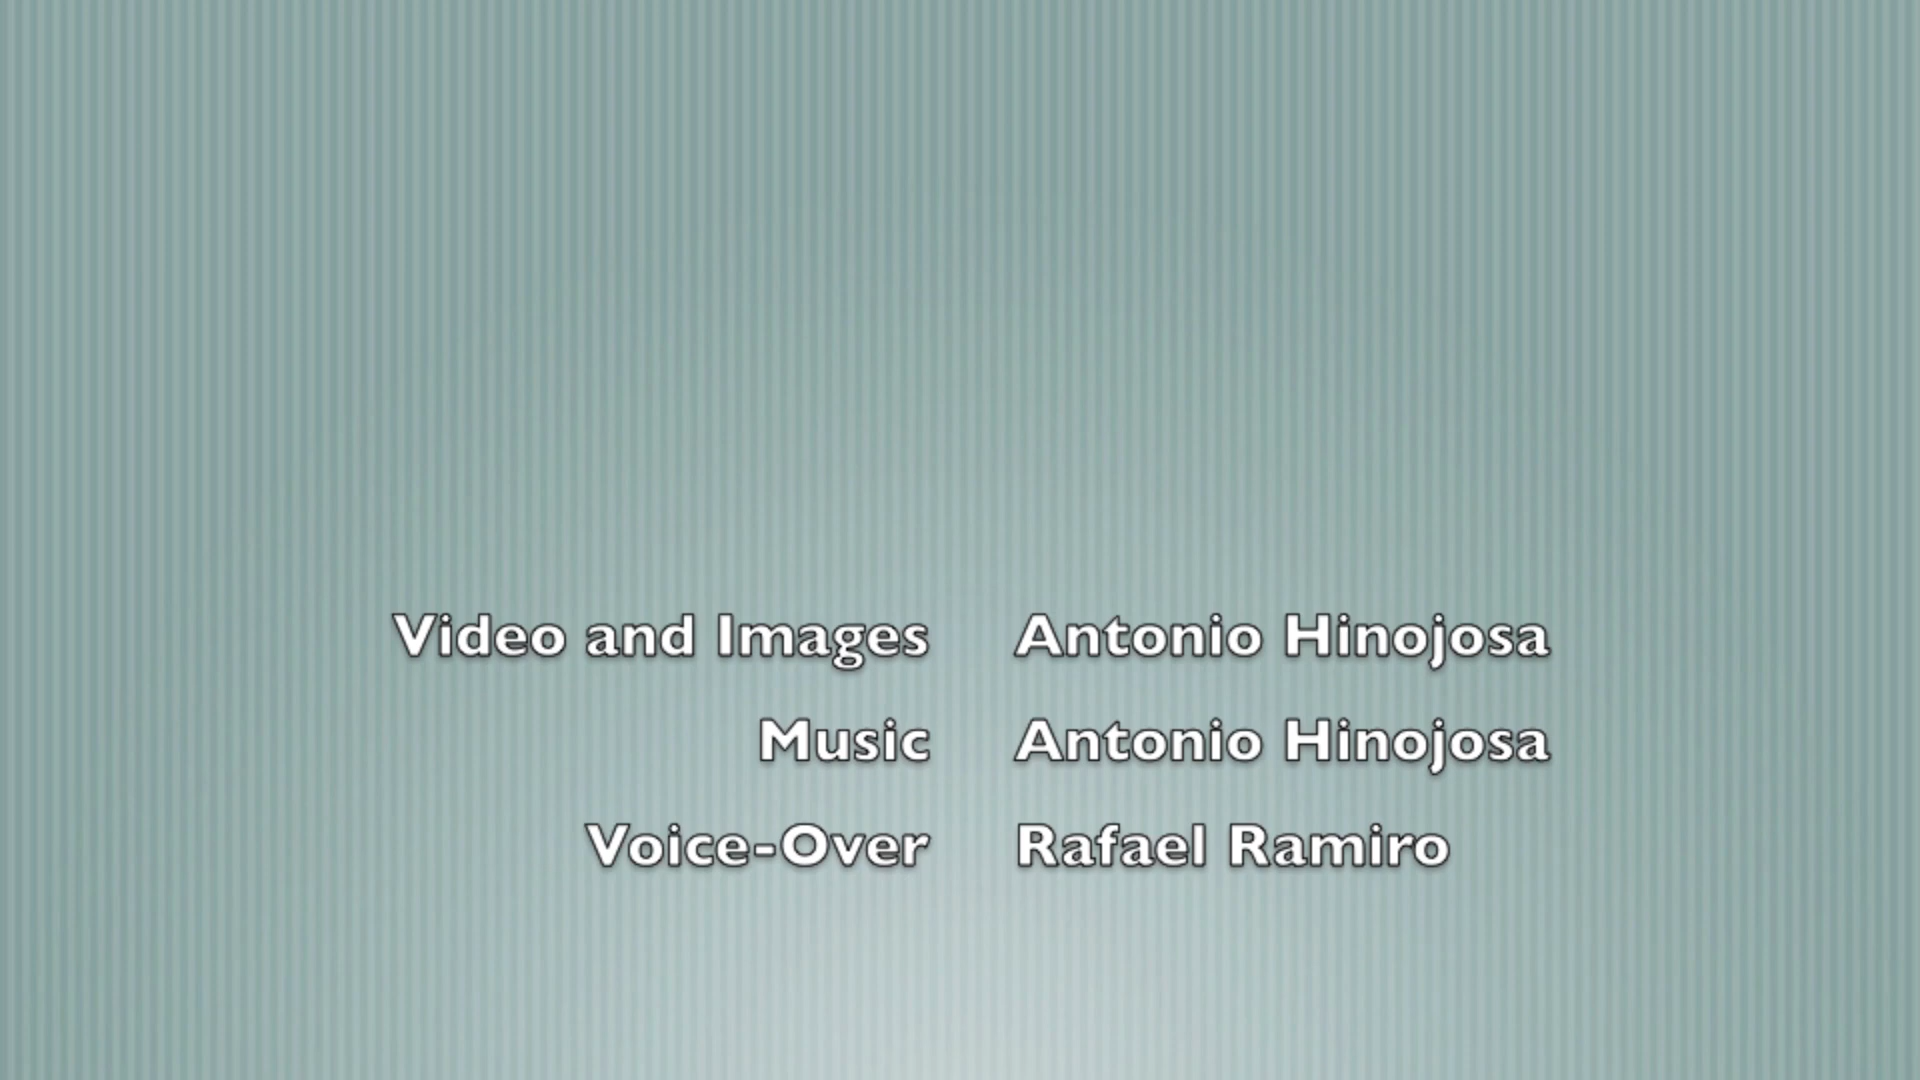 Video and Images Antonio Hinojosa
Music Antonio Hinojosa
Voice-Over Rafael Ramiro